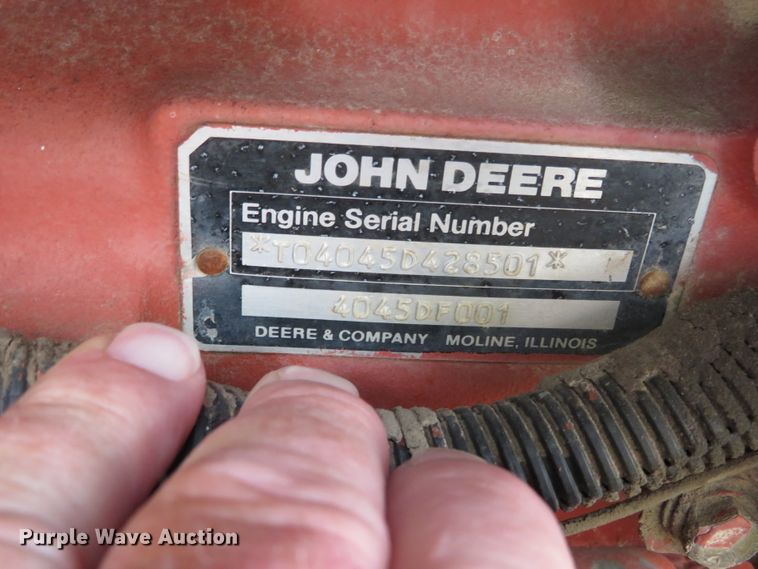 JOHN DEERE
Engine Serial Number
*T04045D428501*
4045DF001
DEERE & COMPANY MOLINE, ILLINOIS
Purple Wave Auction